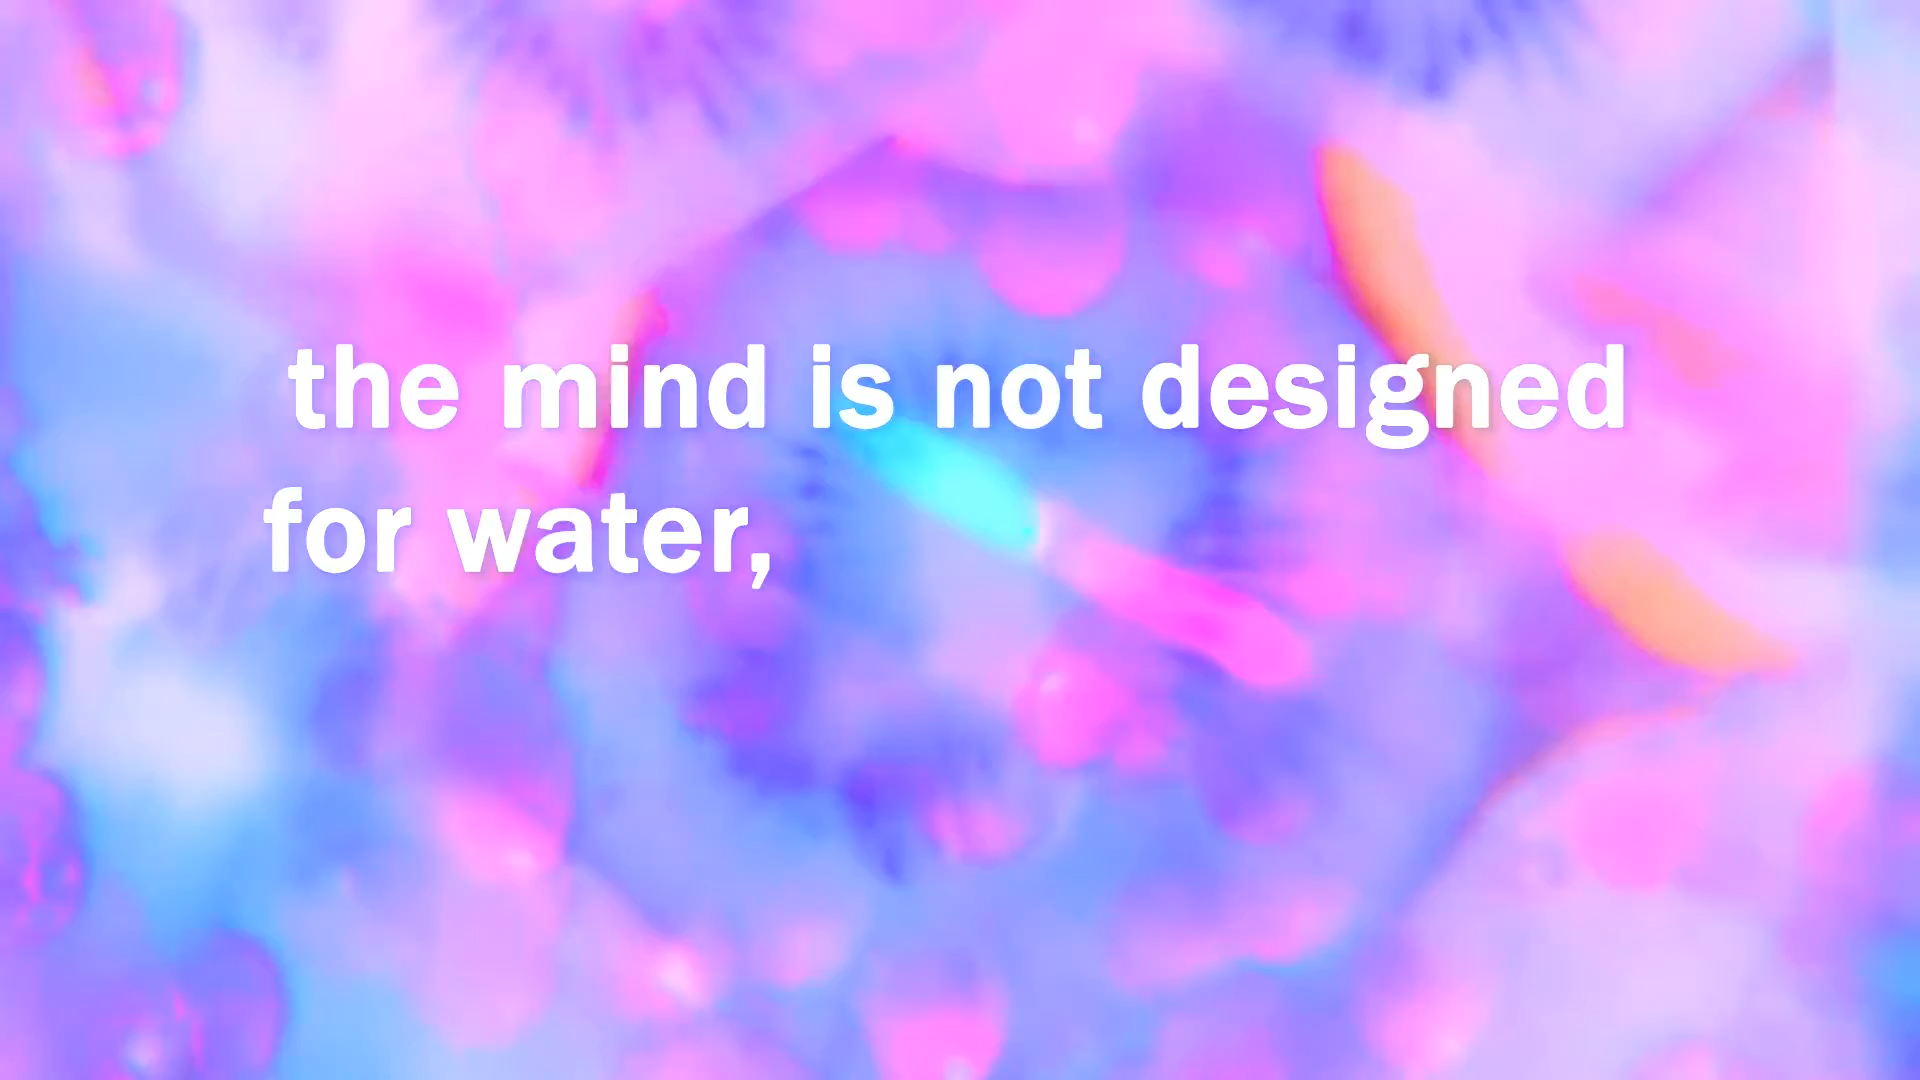 the mind is not designed
for water,